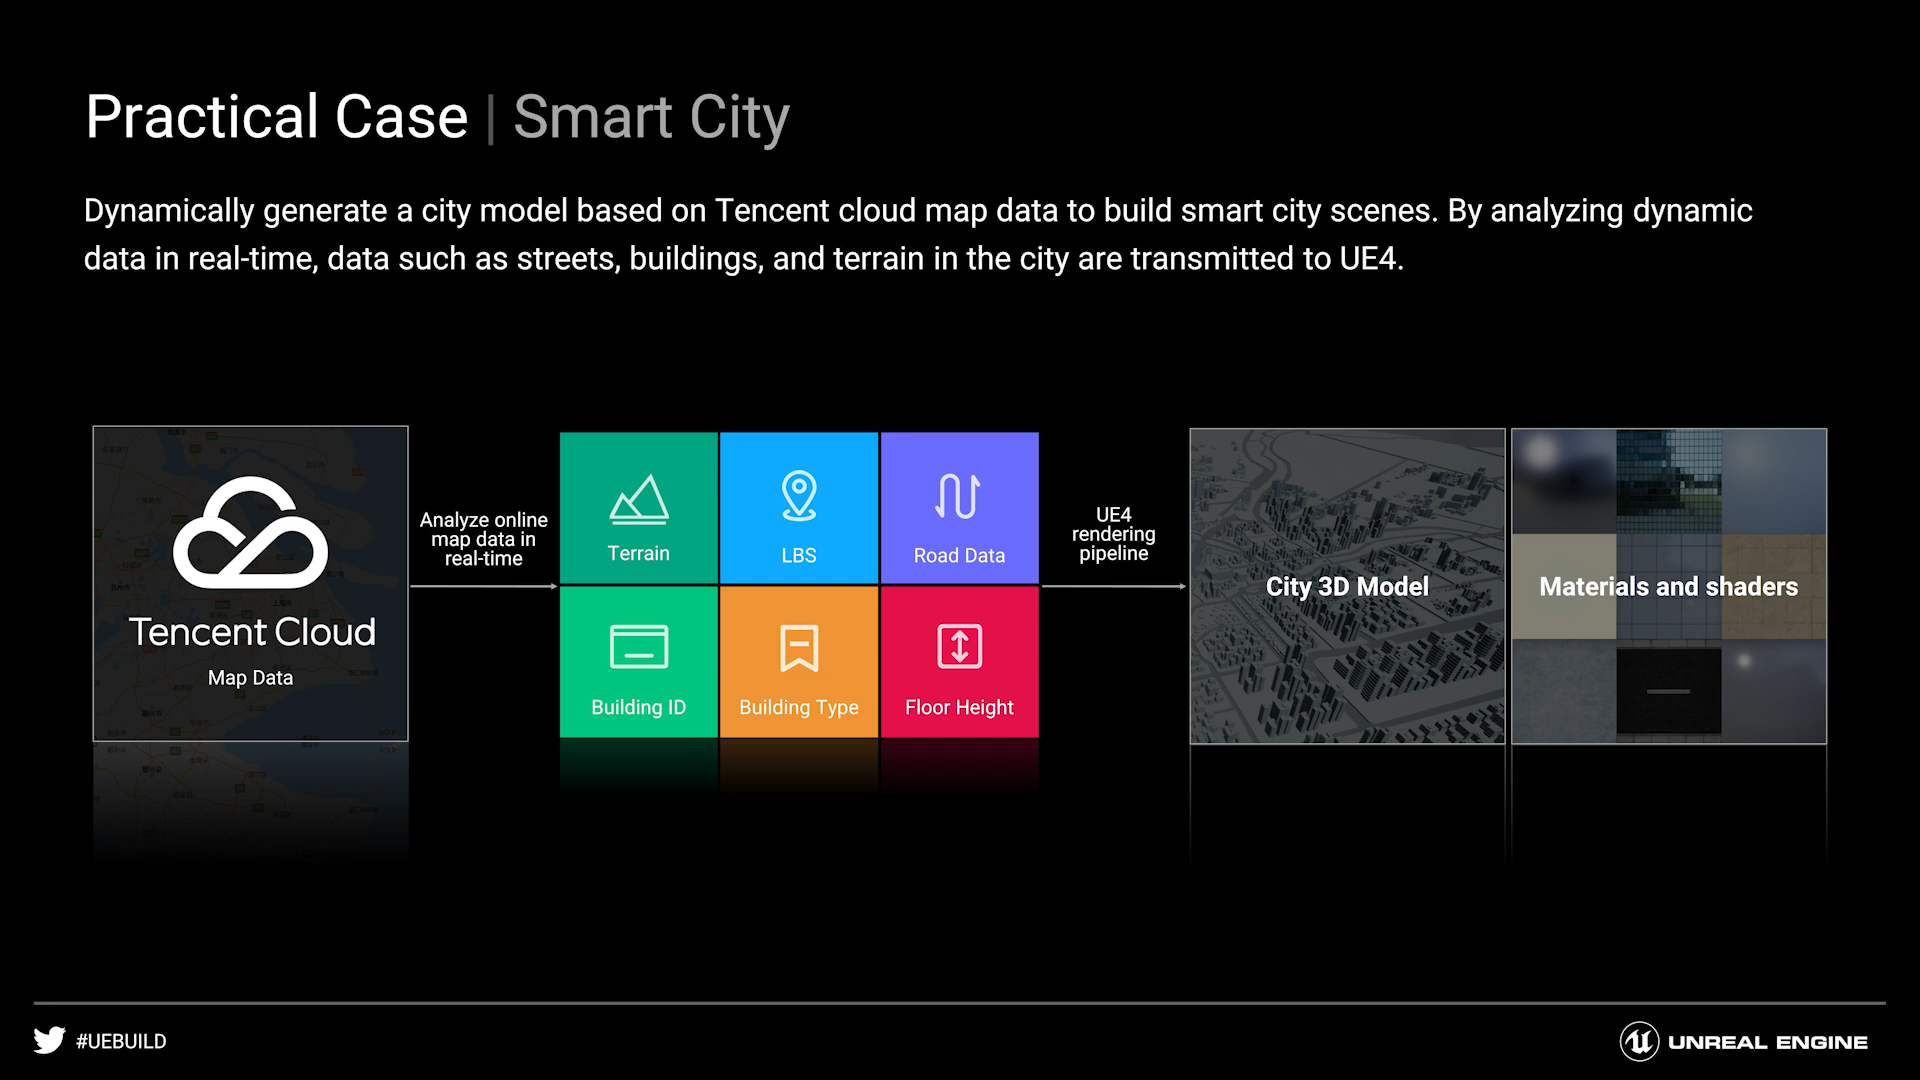 Practical Case | Smart City
Dynamically generate a city model based on Tencent cloud map data to build smart city scenes. By analyzing dynamic
data in real-time, data such as streets, buildings, and terrain in the city are transmitted to UE4.
Tencent Cloud
Map Data
Analyze online
map data in
real-time
Terrain
LBS
Road Data
Building ID
Building Type
Floor Height
UE4
rendering
pipeline
City 3D Model
Materials and shaders
#UEBUILD
UNREAL ENGINE